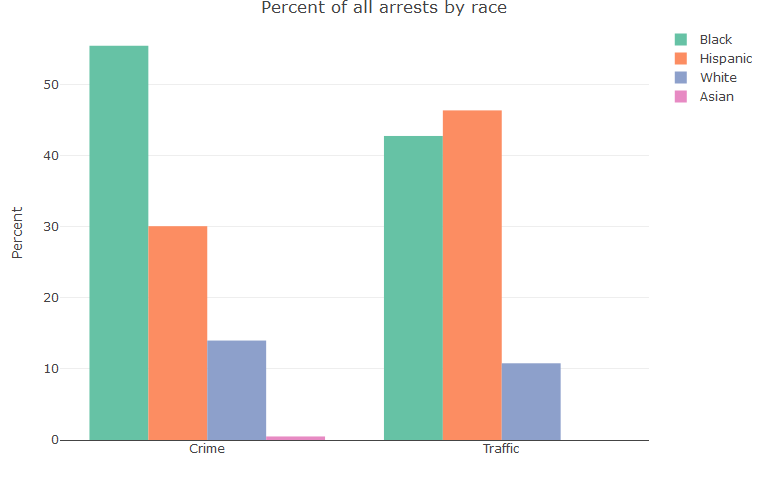 Percent of all arrests by race
Black
Hispanic
White
Asian
Percent
50
40
30
20
10
0
Crime
Traffic